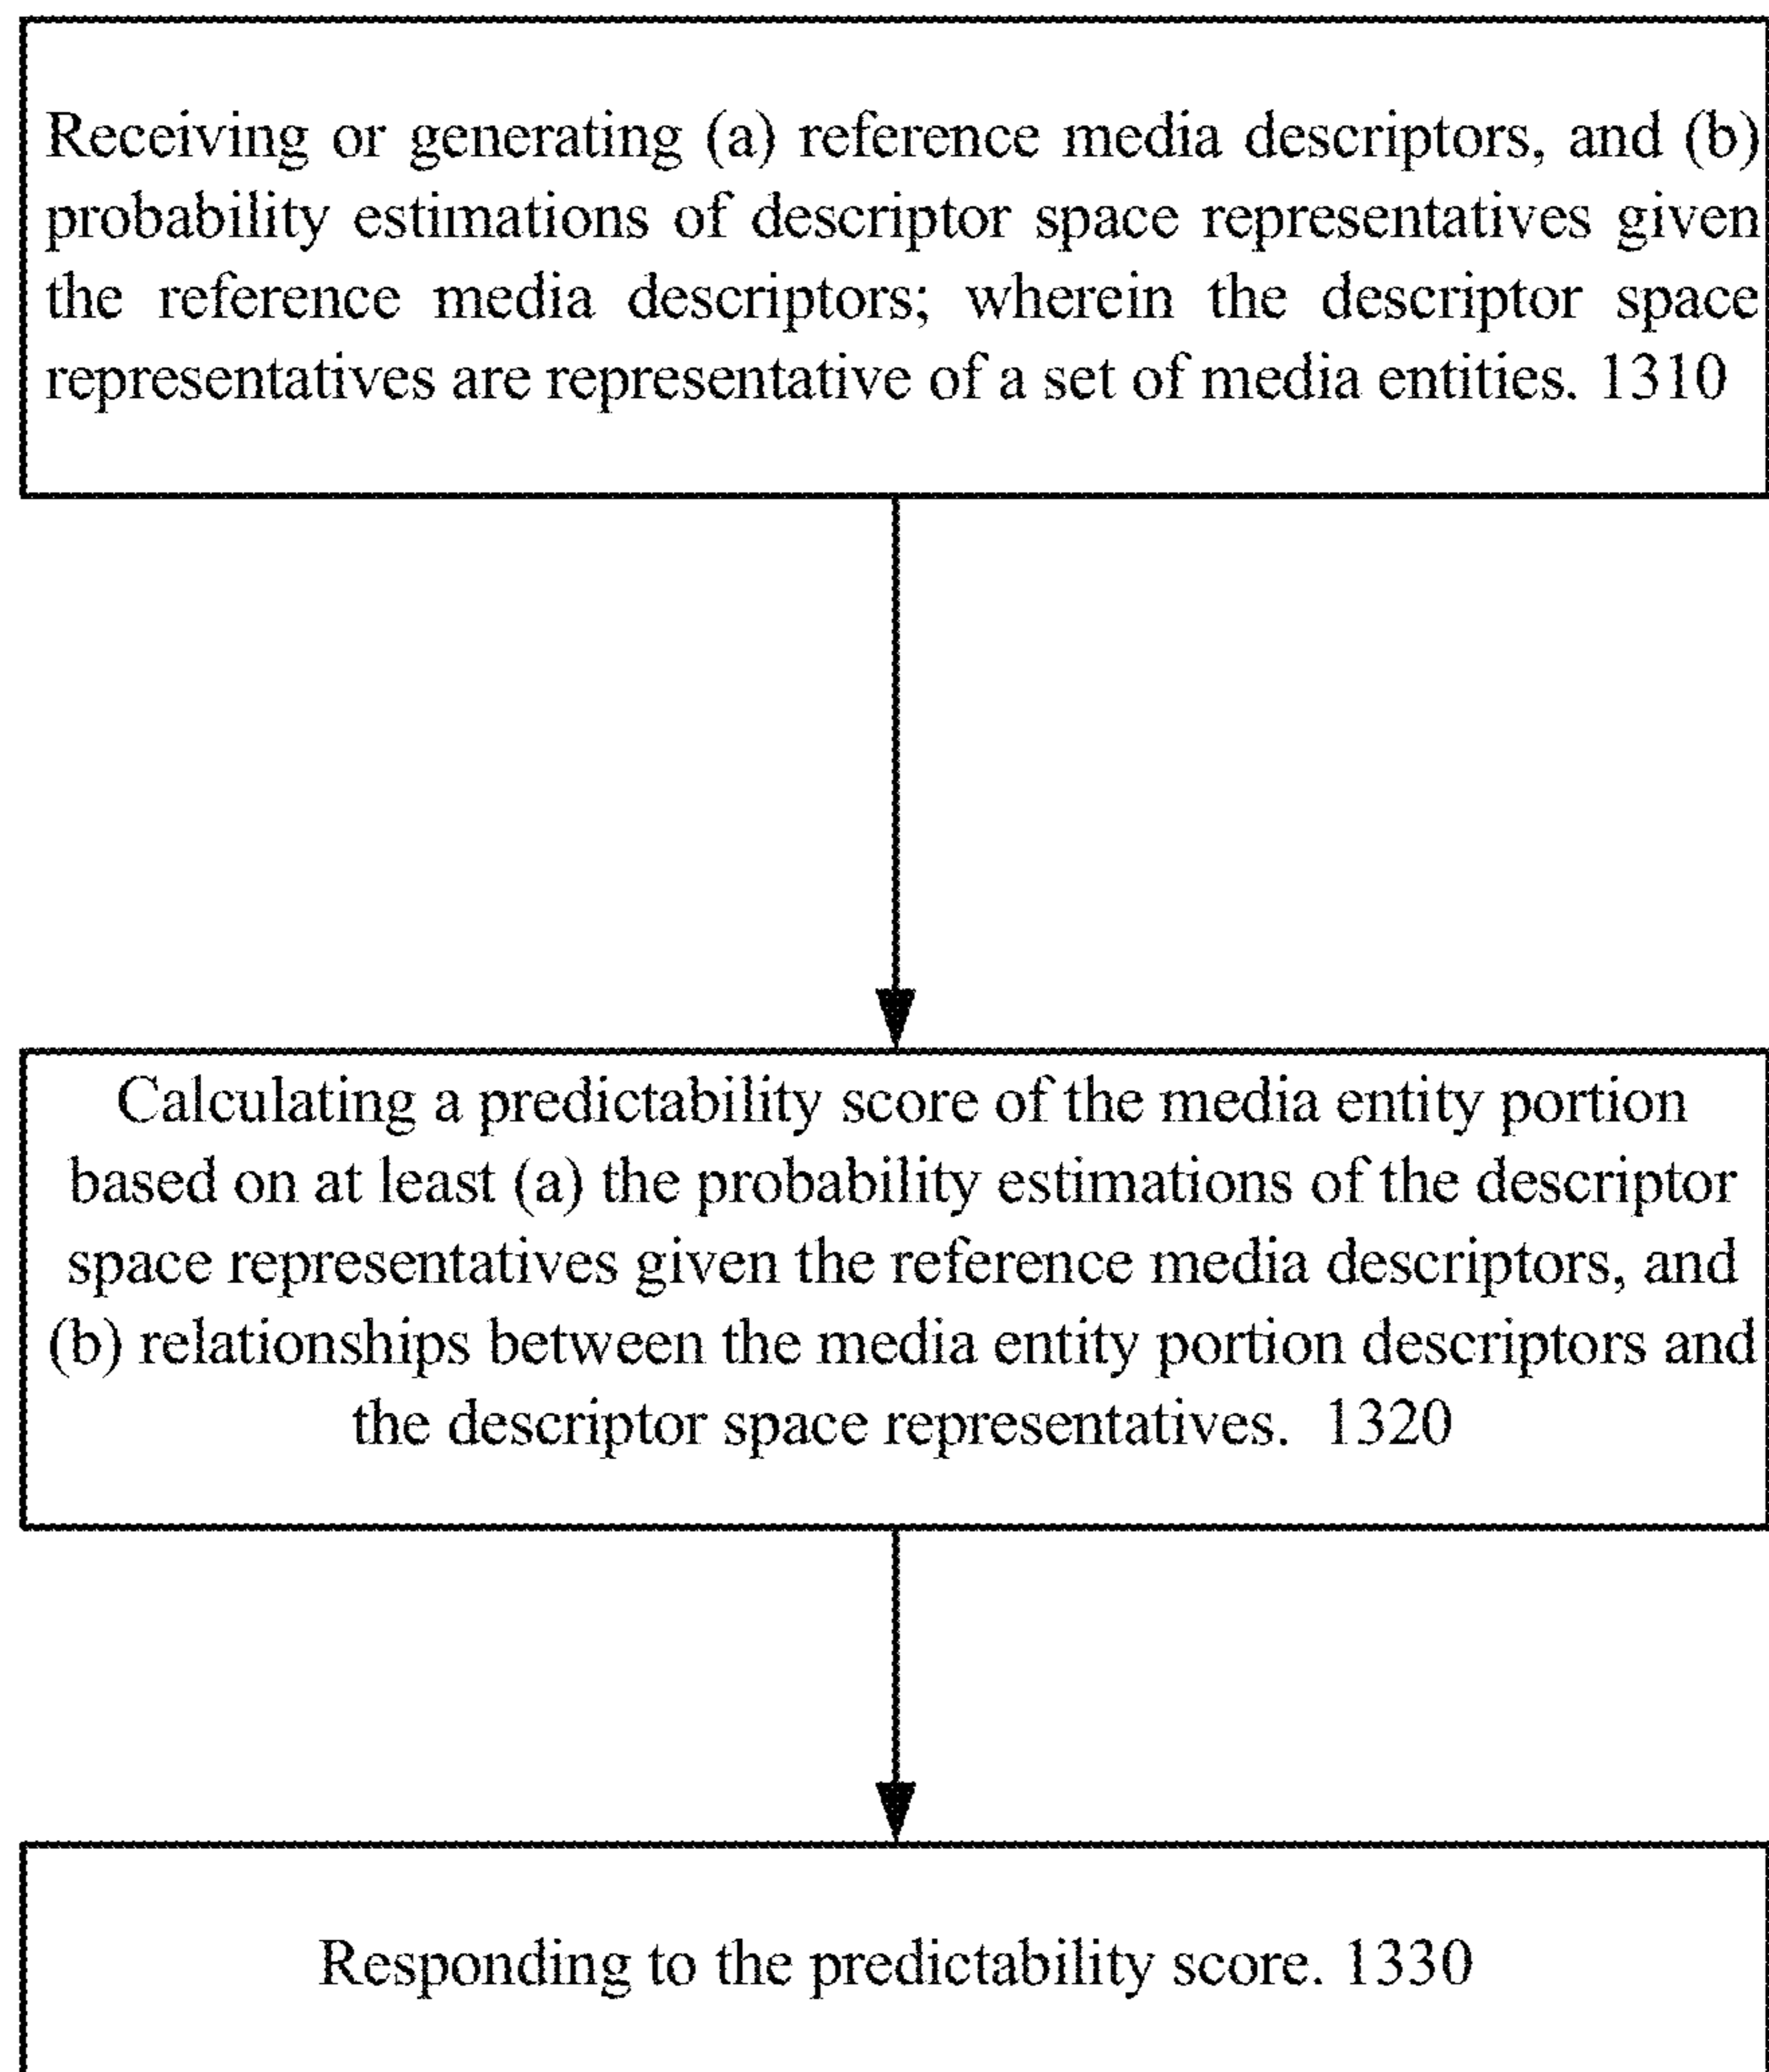 Receiving or generating (a) reference media descriptors, and (b)
probability estimations of descriptor space representatives given
the reference media descriptors; wherein the descriptor space
representatives are representative of a set of media entities. 1310
Calculating a predictability score of the media entity portion
based on at least (a) the probability estimations of the descriptor
space representatives given the reference media descriptors, and
(b) relationships between the media entity portion descriptors and
the descriptor space representatives. 1320
Responding to the predictability score. 1330